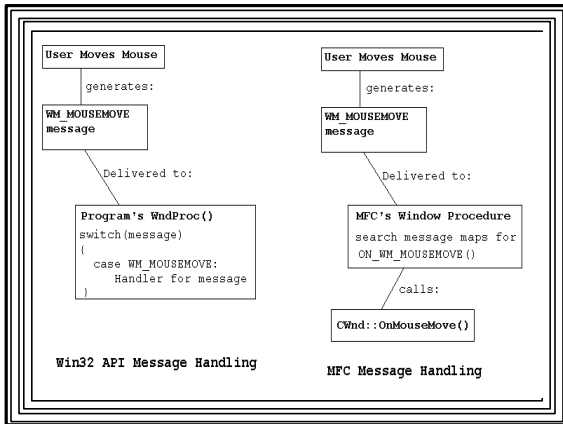 User Moves Mouse
generates:
WM_MOUSEMOVE
message
Delivered to:
Program's WndProc()
switch(message)
{
case WM_MOUSEMOVE:
Handler for message
}
Win32 API Message Handling
User Moves Mouse
generates:
WM_MOUSEMOVE
message
Delivered to:
MFC's Window Procedure
search message maps for
ON_WM_MOUSEMOVE()
calls:
CWnd::OnMouseMove()
MFC Message Handling